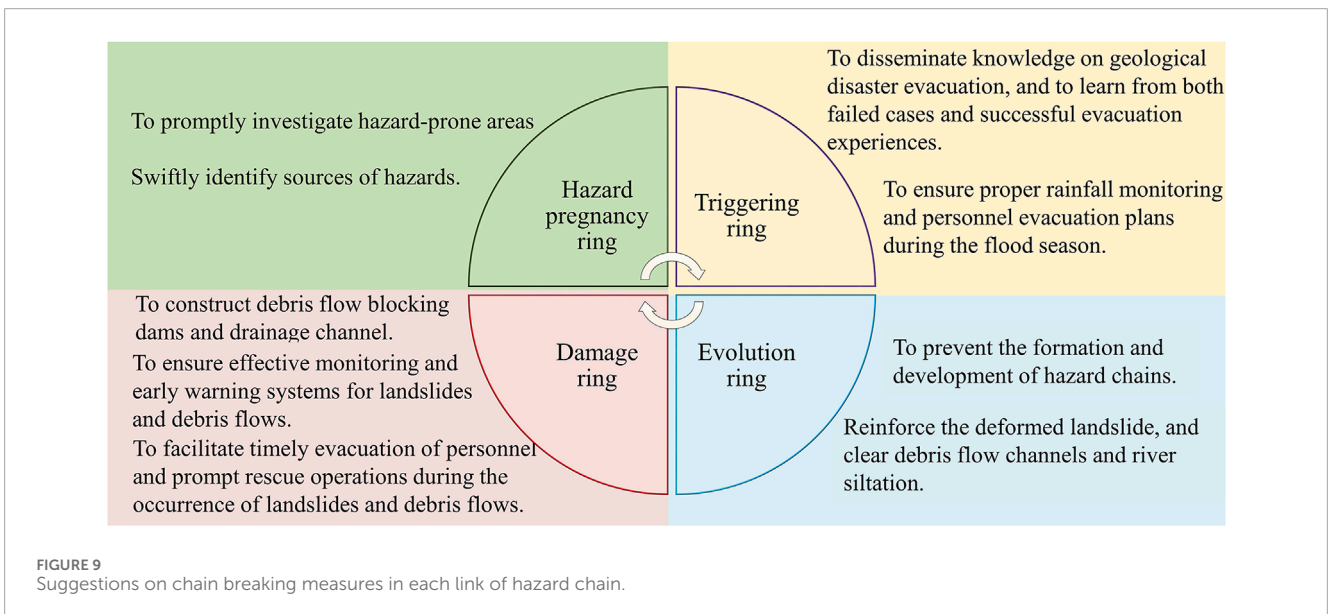 To promptly investigate hazard-prone areas
Swiftly identify sources of hazards.
Hazard
pregnancy
ring
To disseminate knowledge on geological
disaster evacuation, and to learn from both
failed cases and successful evacuation
experiences.
To ensure proper rainfall monitoring
and personnel evacuation plans
during the flood season.
Triggering
ring
To construct debris flow blocking
dams and drainage channel.
To ensure effective monitoring and
early warning systems for landslides
and debris flows.
To facilitate timely evacuation of personnel
and prompt rescue operations during the
occurrence of landslides and debris flows.
Damage
ring
Evolution
ring
To prevent the formation and
development of hazard chains.
Reinforce the deformed landslide, and
clear debris flow channels and river
siltation.
FIGURE 9
Suggestions on chain breaking measures in each link of hazard chain.